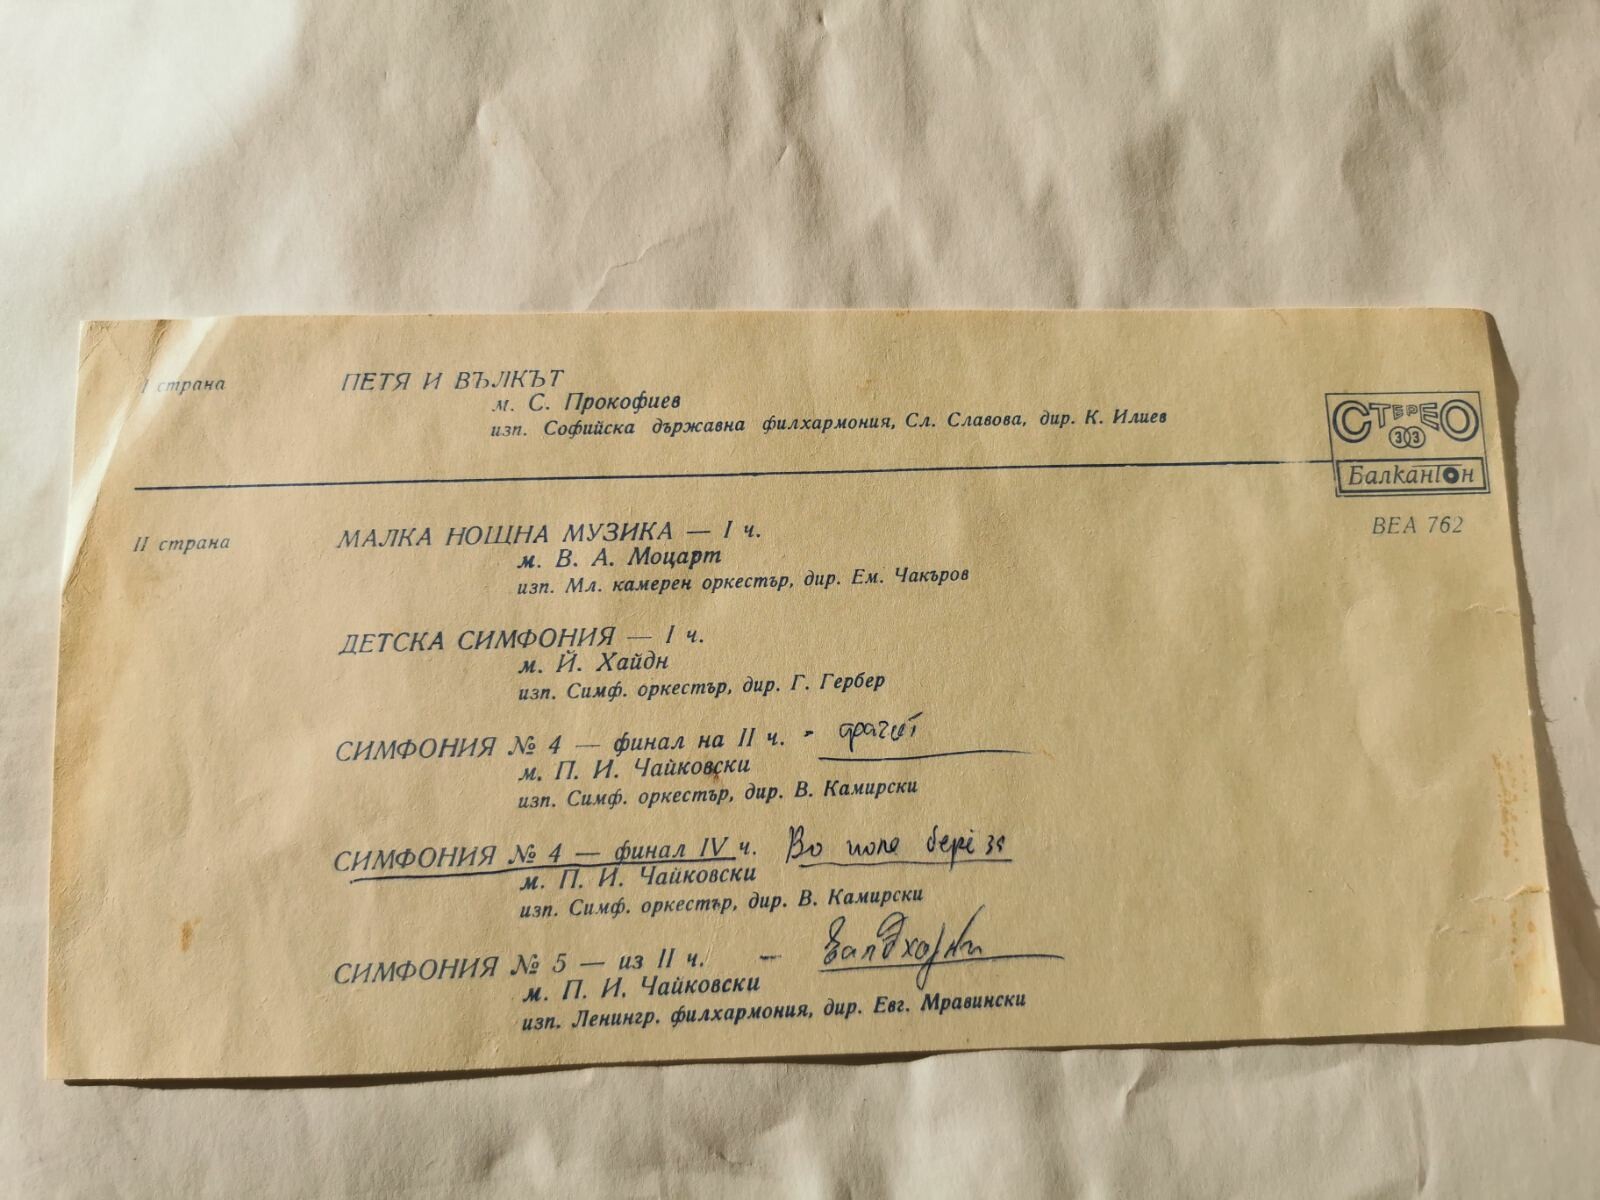 I страна
ПЕТЯ И ВЪЛКЪТ
м. С. Прокофиев
изп. Софийска държавна филхармония, Сл. Славова, дир. К. Илиев
СТЕРЕО
33
Балкантон
ВЕА 762
II страна
МАЛКА НОЩНА МУЗИКА — I ч.
м. В. А. Моцарт
изп. Мл. камерен оркестър, дир. Ем. Чакъров
ДЕТСКА СИМФОНИЯ — I ч.
м. Й. Хайдн
изп. Симф. оркестър, дир. Г. Гербер
СИМФОНИЯ № 4 — финал на II ч. - фагот
м. П. И. Чайковски
изп. Симф. оркестър, дир. В. Камирски
СИМФОНИЯ № 4 — финал IV ч. Во поле берёза
м. П. И. Чайковски
изп. Симф. оркестър, дир. В. Камирски
СИМФОНИЯ № 5 — из II ч. — Валдхорни
м. П. И. Чайковски
изп. Ленингр. филхармония, дир. Евг. Мравински